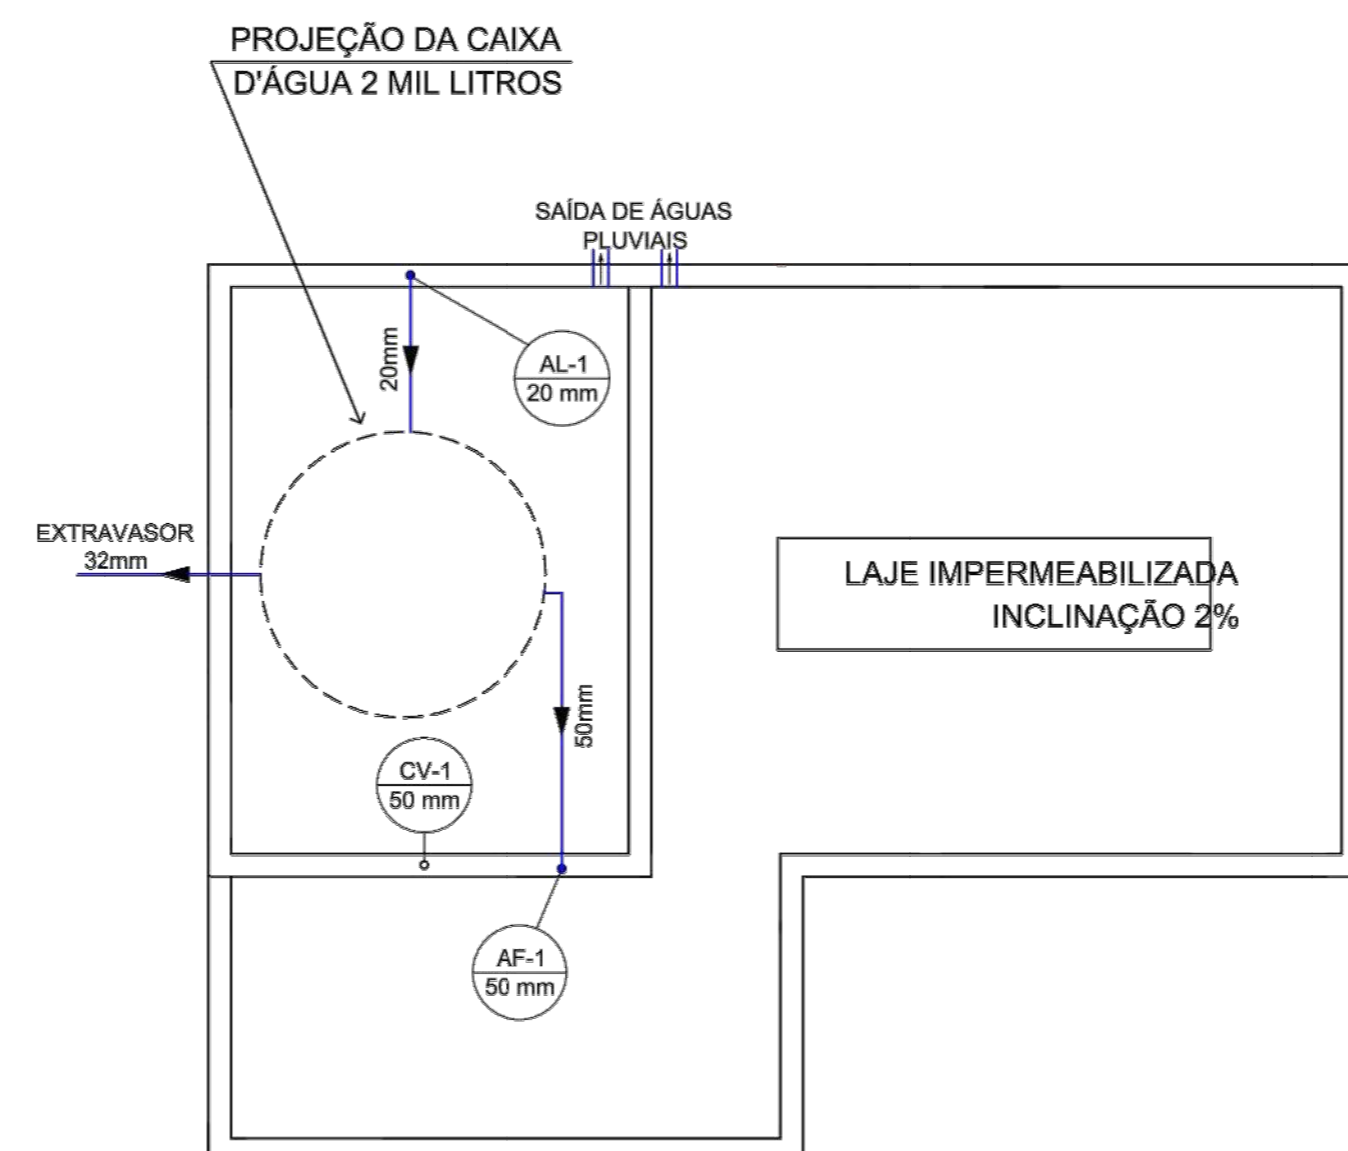 PROJEÇÃO DA CAIXA
D'ÁGUA 2 MIL LITROS
SAÍDA DE ÁGUAS
PLUVIAIS
20mm
AL-1
20 mm
EXTRAVASOR
32mm
LAJE IMPERMEABILIZADA
INCLINAÇÃO 2%
50mm
CV-1
50 mm
AF-1
50 mm